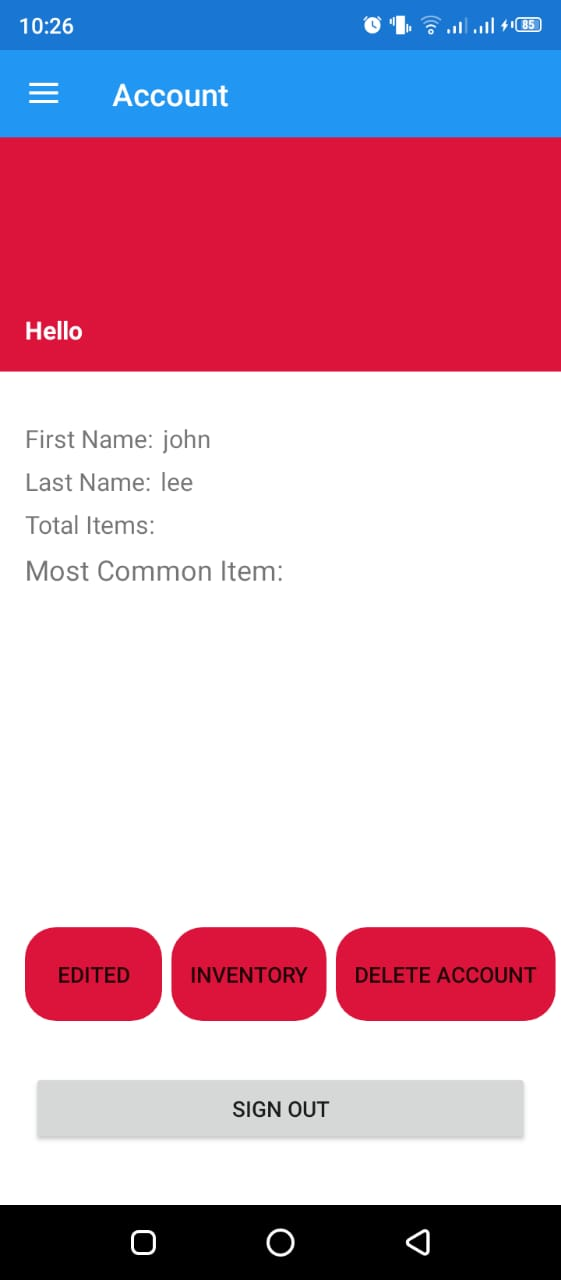 10:26 85
Account
Hello
First Name: john
Last Name: lee
Total Items:
Most Common Item:
EDITED INVENTORY DELETE ACCOUNT
SIGN OUT